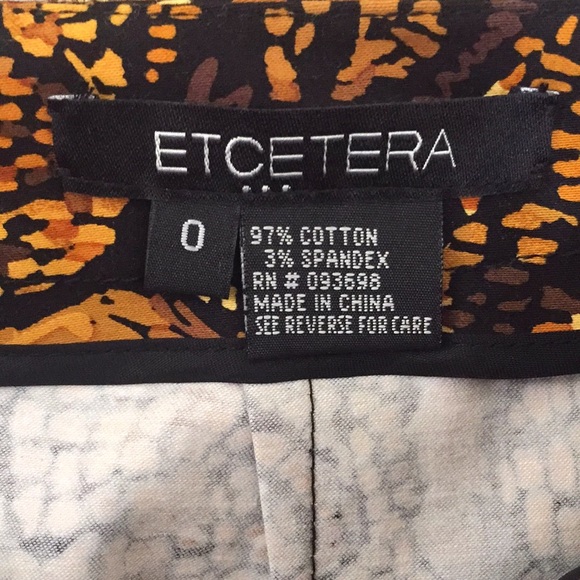 ETCETERA
...
0
97% COTTON
3% SPANDEX
RN # 093698
MADE IN CHINA
SEE REVERSE FOR CARE